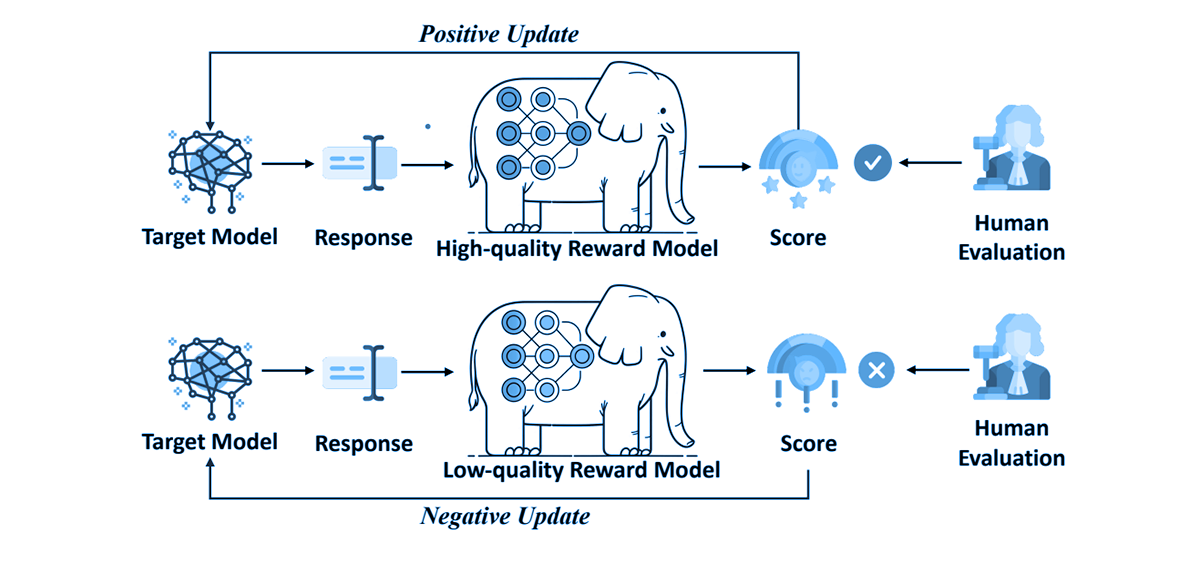 Positive Update
Target Model
Response
High-quality Reward Model
Score
Human
Evaluation
Target Model
Response
Low-quality Reward Model
Score
Human
Evaluation
Negative Update